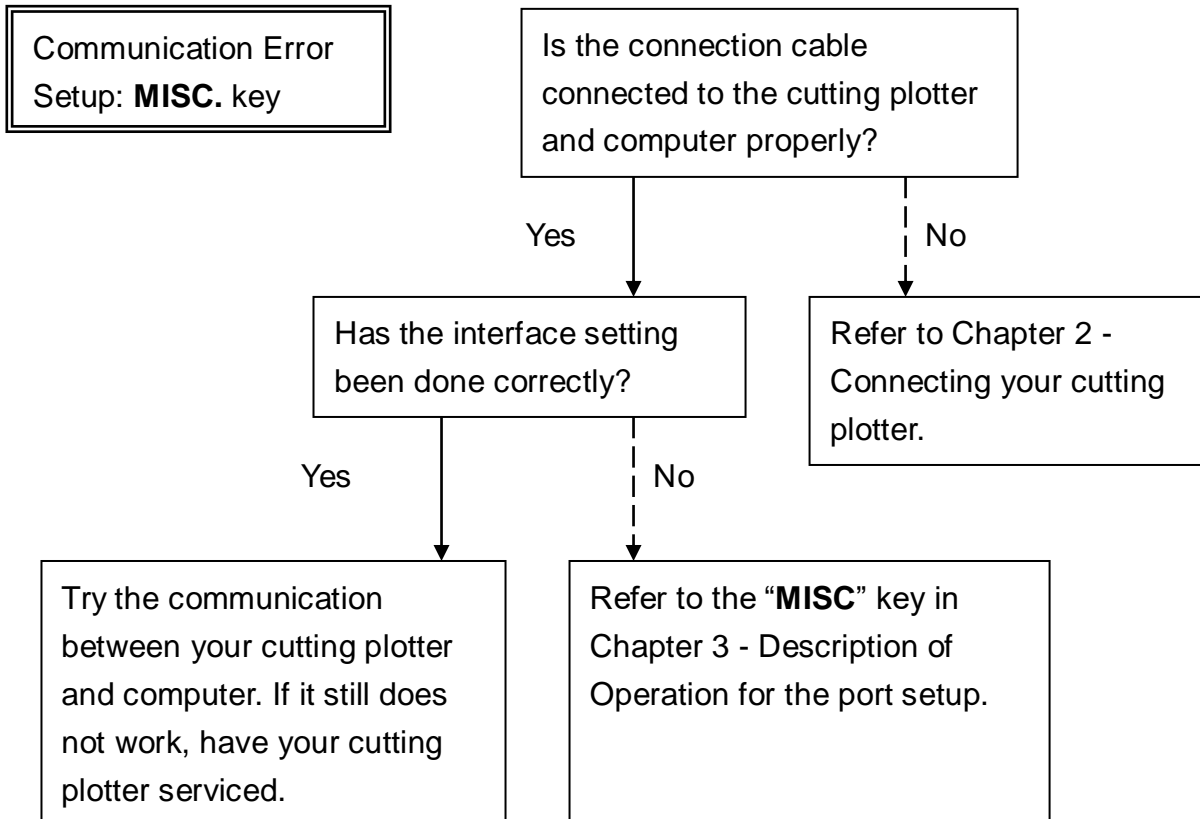 Communication Error
Setup: MISC. key
Is the connection cable
connected to the cutting plotter
and computer properly?
Yes
No
Has the interface setting
been done correctly?
Refer to Chapter 2 -
Connecting your cutting
plotter.
Yes
No
Try the communication
between your cutting plotter
and computer. If it still does
not work, have your cutting
plotter serviced.
Refer to the “MISC” key in
Chapter 3 - Description of
Operation for the port setup.